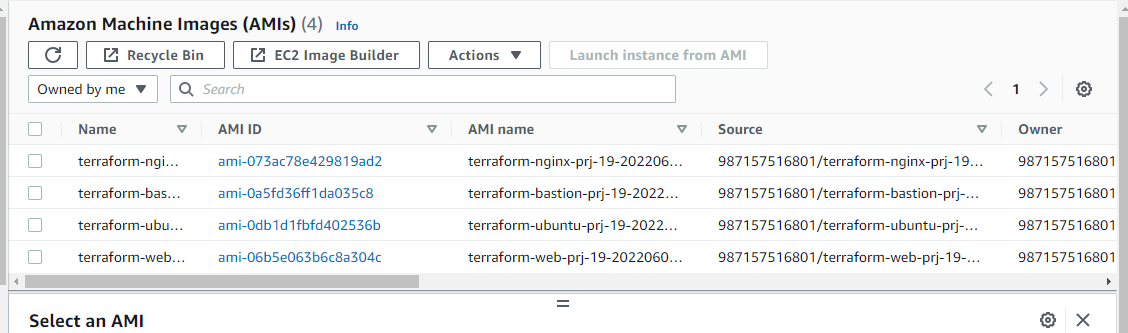 Amazon Machine Images (AMIs) (4) Info
Recycle Bin EC2 Image Builder Actions Launch instance from AMI
Owned by me Search 1
Name AMI ID AMI name Source Owner
terraform-ngi... ami-073ac78e429819ad2 terraform-nginx-prj-19-202206... 987157516801/terraform-nginx-prj-19... 987157516801
terraform-bas... ami-0a5fd36ff1da035c8 terraform-bastion-prj-19-2022... 987157516801/terraform-bastion-prj-... 987157516801
terraform-ubu... ami-0db1d1fbfd402536b terraform-ubuntu-prj-19-2022... 987157516801/terraform-ubuntu-prj-... 987157516801
terraform-web... ami-06b5e063b6c8a304c terraform-web-prj-19-2022060... 987157516801/terraform-web-prj-19-... 987157516801
Select an AMI